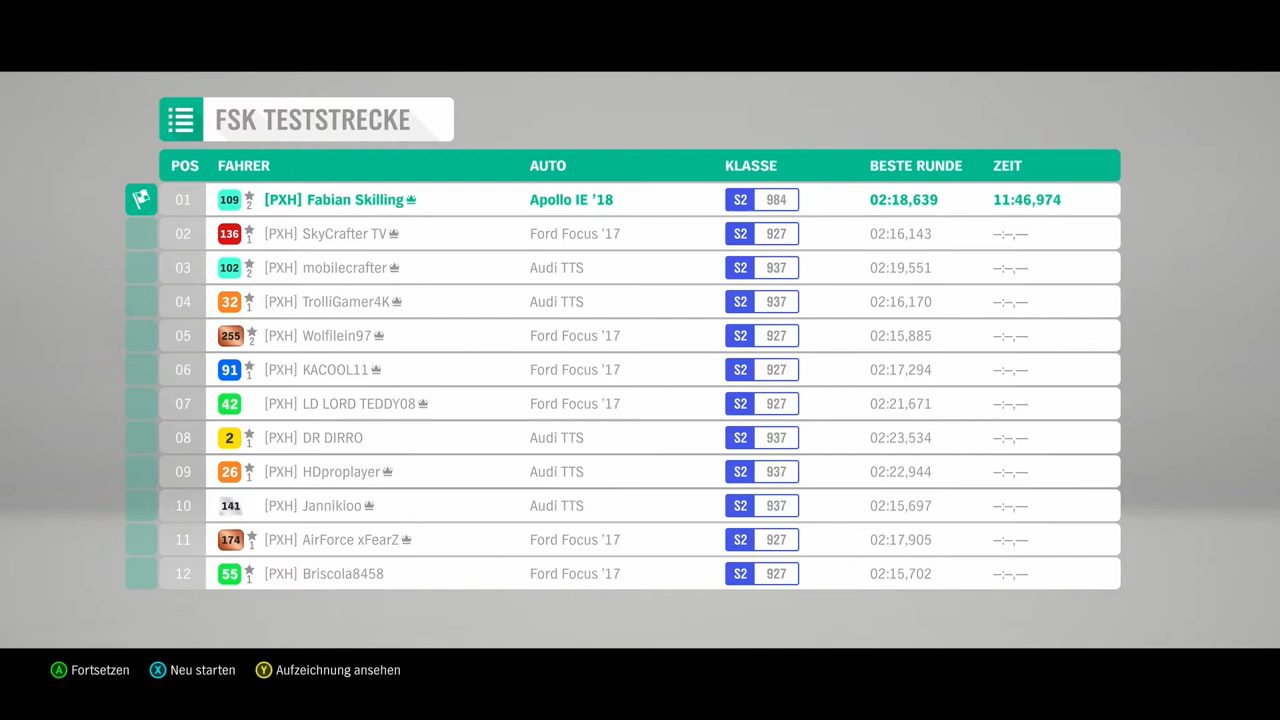 FSK TESTSTRECKE
POS FAHRER AUTO KLASSE BESTE RUNDE ZEIT
01 109 2 [PXH] Fabian Skilling Apollo IE '18 S2 984 02:18,639 11:46,974
02 136 1 [PXH] SkyCrafter TV Ford Focus '17 S2 927 02:16,143 --:--,---
03 102 2 [PXH] mobilecrafter Audi TTS S2 937 02:19,551 --:--,---
04 32 1 [PXH] TrolliGamer4K Audi TTS S2 937 02:16,170 --:--,---
05 255 2 [PXH] Wolfilein97 Ford Focus '17 S2 927 02:15,885 --:--,---
06 91 1 [PXH] KACOOL11 Ford Focus '17 S2 927 02:17,294 --:--,---
07 42 [PXH] LD LORD TEDDY08 Ford Focus '17 S2 927 02:21,671 --:--,---
08 2 1 [PXH] DR DIRRO Audi TTS S2 937 02:23,534 --:--,---
09 26 1 [PXH] HDproplayer Audi TTS S2 937 02:22,944 --:--,---
10 141 [PXH] Jannikioo Audi TTS S2 937 02:15,697 --:--,---
11 174 1 [PXH] AirForce xFearZ Ford Focus '17 S2 927 02:17,905 --:--,---
12 55 1 [PXH] Briscola8458 Ford Focus '17 S2 927 02:15,702 --:--,---
A Fortsetzen X Neu starten Y Aufzeichnung ansehen